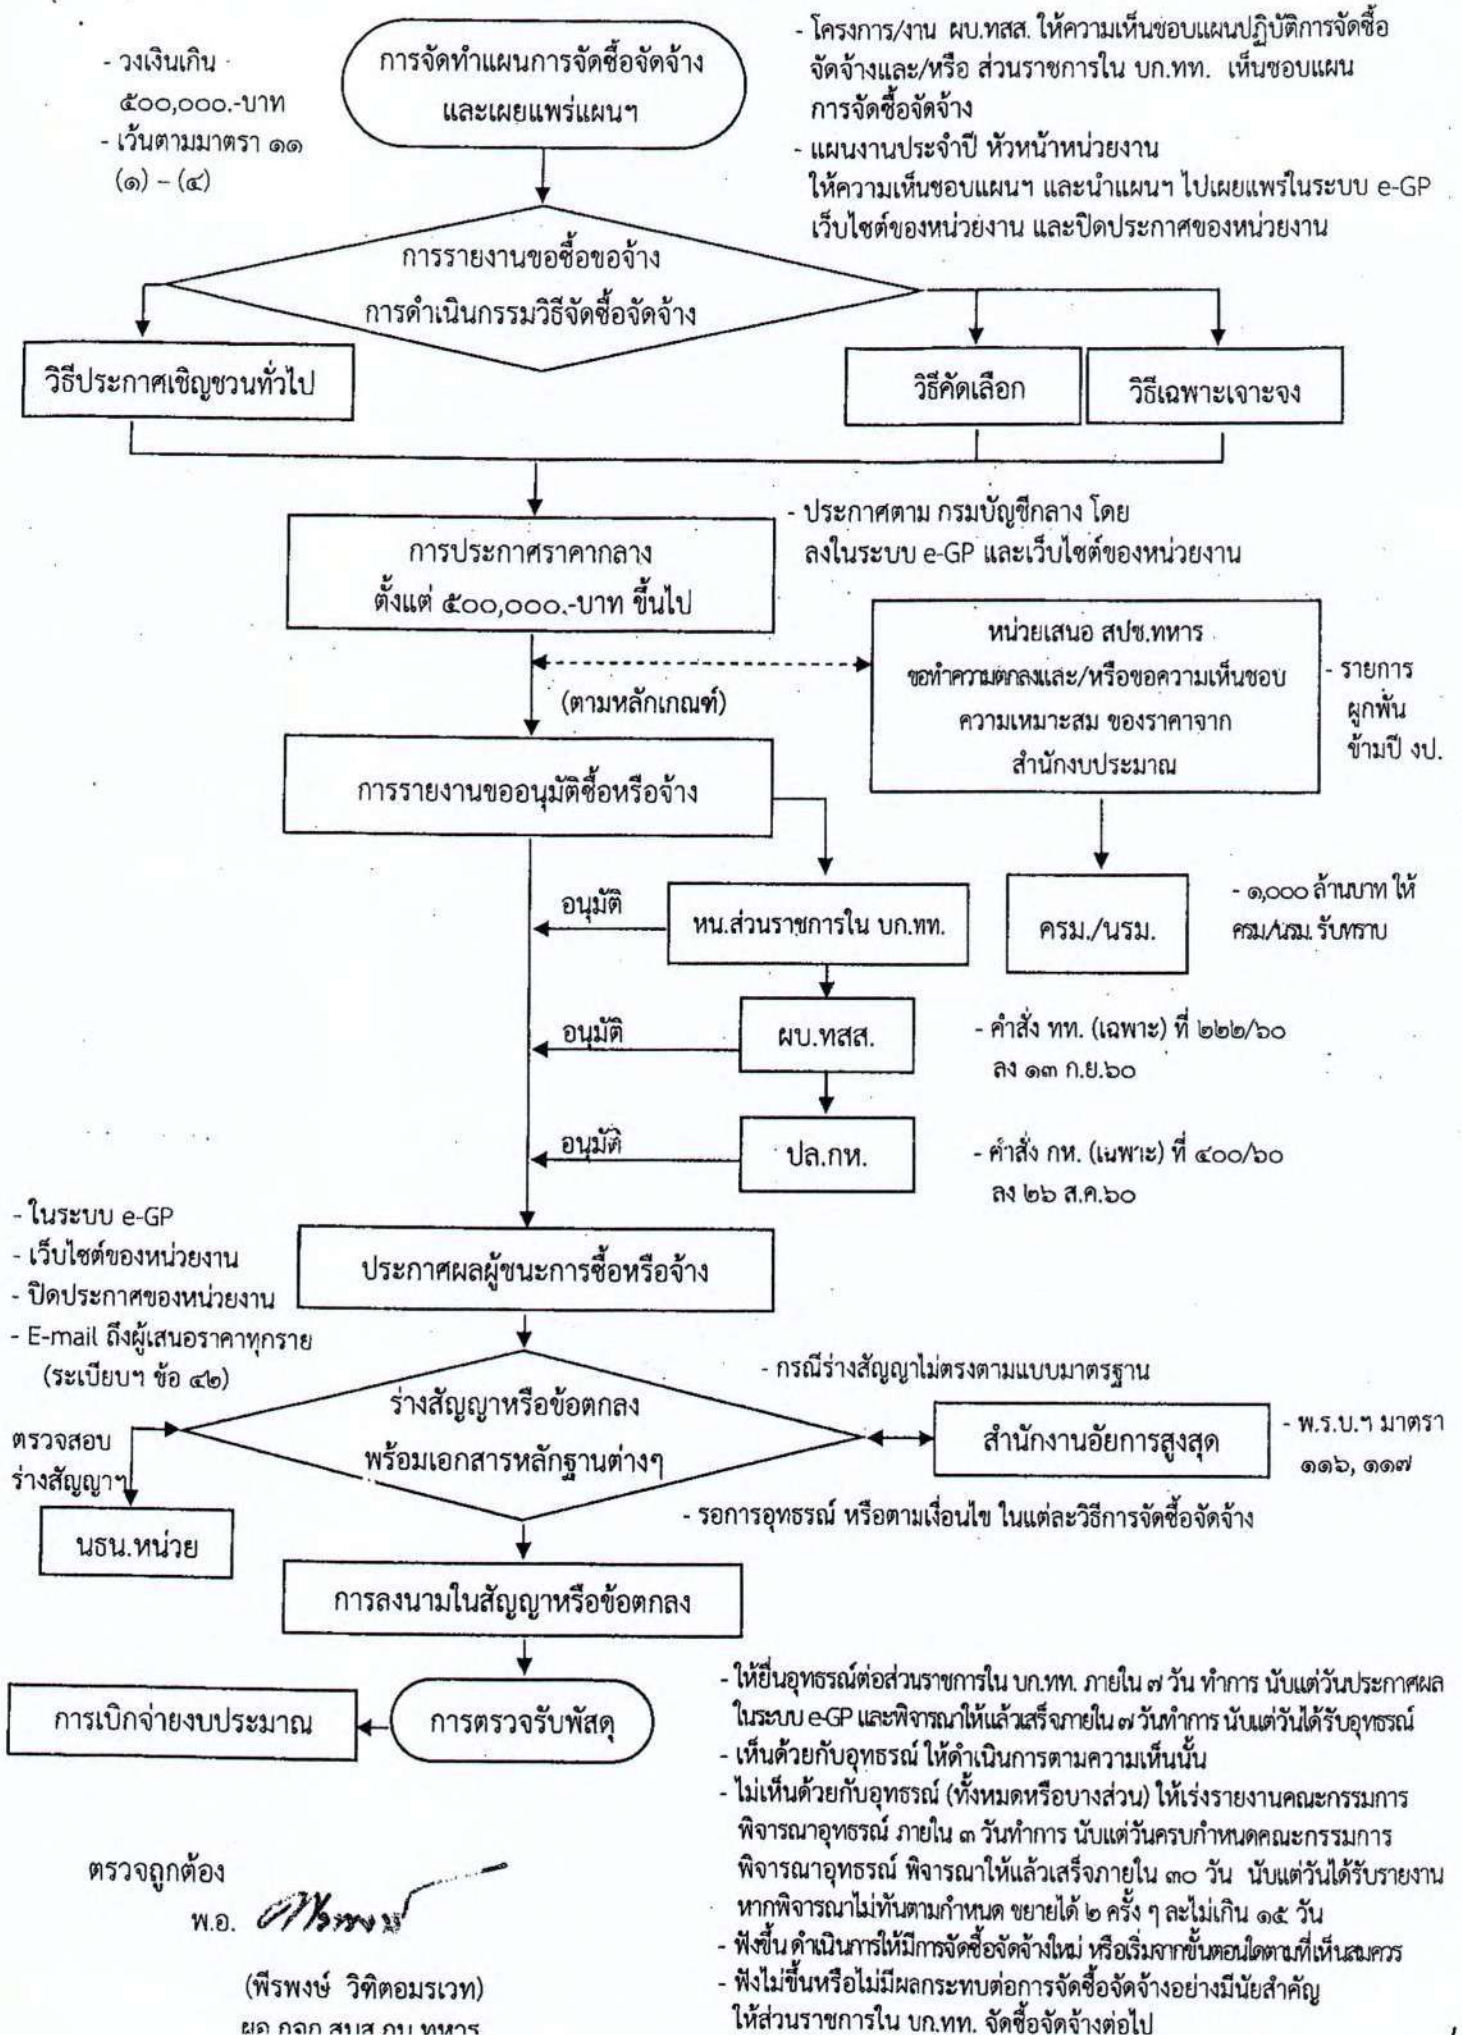 - วงเงินเกิน
๕๐๐,๐๐๐.-บาท
- เว้นตามมาตรา ๑๑
(๑) – (๔)
การจัดทำแผนการจัดซื้อจัดจ้าง
และเผยแพร่แผนฯ
- โครงการ/งาน ผบ.ทสส. ให้ความเห็นชอบแผนปฏิบัติการจัดซื้อ
จัดจ้างและ/หรือ ส่วนราชการใน บก.ทท. เห็นชอบแผน
การจัดซื้อจัดจ้าง
- แผนงานประจำปี หัวหน้าหน่วยงาน
ให้ความเห็นชอบแผนฯ และนำแผนฯ ไปเผยแพร่ในระบบ e-GP
เว็บไซต์ของหน่วยงาน และปิดประกาศของหน่วยงาน
การรายงานขอซื้อขอจ้าง
การดำเนินกรรมวิธีจัดซื้อจัดจ้าง
วิธีประกาศเชิญชวนทั่วไป
วิธีคัดเลือก
วิธีเฉพาะเจาะจง
การประกาศราคากลาง
ตั้งแต่ ๕๐๐,๐๐๐.-บาท ขึ้นไป
- ประกาศตาม กรมบัญชีกลาง โดย
ลงในระบบ e-GP และเว็บไซต์ของหน่วยงาน
(ตามหลักเกณฑ์)
หน่วยเสนอ สปช.ทหาร
ขอทำความตกลงและ/หรือขอความเห็นชอบ
ความเหมาะสม ของราคาจาก
สำนักงบประมาณ
- รายการ
ผูกพัน
ข้ามปี งป.
การรายงานขออนุมัติซื้อหรือจ้าง
อนุมัติ
หน.ส่วนราชการใน บก.ทท.
ครม./นรม.
- ๑,๐๐๐ ล้านบาท ให้
ครม./นรม. รับทราบ
อนุมัติ
ผบ.ทสส.
- คำสั่ง ทท. (เฉพาะ) ที่ ๒๒๒/๖๐
ลง ๑๓ ก.ย.๖๐
อนุมัติ
ปล.กห.
- คำสั่ง กห. (เฉพาะ) ที่ ๔๐๐/๖๐
ลง ๒๖ ส.ค.๖๐
- ในระบบ e-GP
- เว็บไซต์ของหน่วยงาน
- ปิดประกาศของหน่วยงาน
- E-mail ถึงผู้เสนอราคาทุกราย
(ระเบียบฯ ข้อ ๔๒)
ประกาศผลผู้ชนะการซื้อหรือจ้าง
- กรณีร่างสัญญาไม่ตรงตามแบบมาตรฐาน
ร่างสัญญาหรือข้อตกลง
พร้อมเอกสารหลักฐานต่างๆ
ตรวจสอบ
ร่างสัญญาฯ
นธน.หน่วย
สำนักงานอัยการสูงสุด
- พ.ร.บ.ฯ มาตรา
๑๑๖, ๑๑๗
- รอการอุทธรณ์ หรือตามเงื่อนไข ในแต่ละวิธีการจัดซื้อจัดจ้าง
การลงนามในสัญญาหรือข้อตกลง
การเบิกจ่ายงบประมาณ
การตรวจรับพัสดุ
- ให้ยื่นอุทธรณ์ต่อส่วนราชการใน บก.ทท. ภายใน ๗ วัน ทำการ นับแต่วันประกาศผล
ในระบบ e-GP และพิจารณาให้แล้วเสร็จภายใน ๗ วันทำการ นับแต่วันได้รับอุทธรณ์
- เห็นด้วยกับอุทธรณ์ ให้ดำเนินการตามความเห็นนั้น
- ไม่เห็นด้วยกับอุทธรณ์ (ทั้งหมดหรือบางส่วน) ให้เร่งรายงานคณะกรรมการ
พิจารณาอุทธรณ์ ภายใน ๓ วันทำการ นับแต่วันครบกำหนดคณะกรรมการ
พิจารณาอุทธรณ์ พิจารณาให้แล้วเสร็จภายใน ๓๐ วัน นับแต่วันได้รับรายงาน
หากพิจารณาไม่ทันตามกำหนด ขยายได้ ๒ ครั้ง ๆ ละไม่เกิน ๑๕ วัน
- ฟังขึ้น ดำเนินการให้มีการจัดซื้อจัดจ้างใหม่ หรือเริ่มจากขั้นตอนใดตามที่เห็นสมควร
- ฟังไม่ขึ้นหรือไม่มีผลกระทบต่อการจัดซื้อจัดจ้างอย่างมีนัยสำคัญ
ให้ส่วนราชการใน บก.ทท. จัดซื้อจัดจ้างต่อไป
ตรวจถูกต้อง
พ.อ.
(พีรพงษ์ วิฑิตอมรเวท)